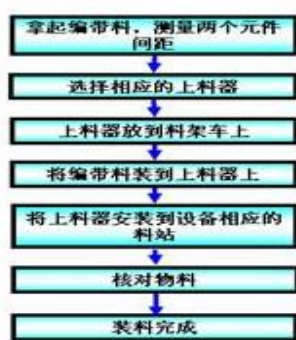 拿起编带料，测量两个元件
间距
选择相应的上料器
上料器放到料架车上
将编带料装到上料器上
将上料器安装到设备相应的
料站
核对物料
装料完成